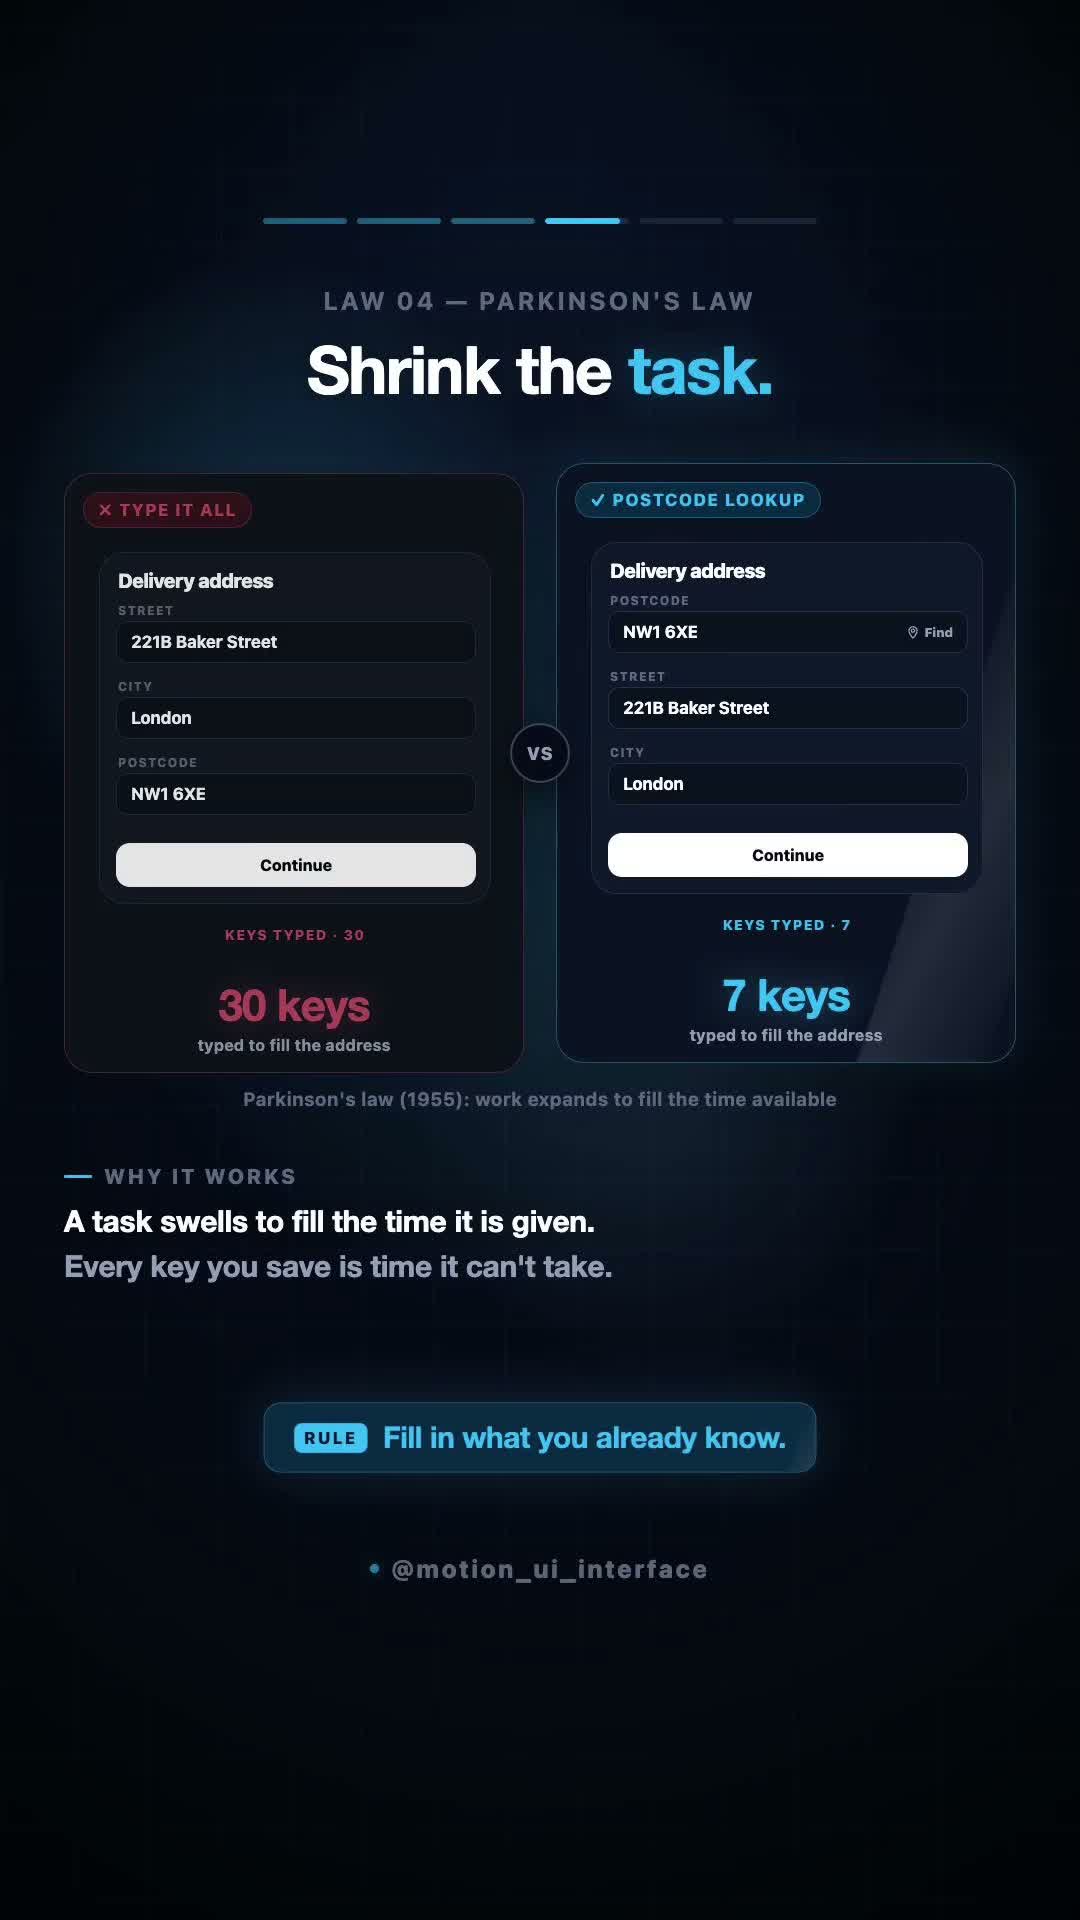 LAW 04 — PARKINSON'S LAW
Shrink the task.
✕ TYPE IT ALL
Delivery address
STREET
221B Baker Street
CITY
London
POSTCODE
NW1 6XE
Continue
KEYS TYPED · 30
30 keys
typed to fill the address
VS
✓ POSTCODE LOOKUP
Delivery address
POSTCODE
NW1 6XE Find
STREET
221B Baker Street
CITY
London
Continue
KEYS TYPED · 7
7 keys
typed to fill the address
Parkinson's law (1955): work expands to fill the time available
WHY IT WORKS
A task swells to fill the time it is given.
Every key you save is time it can't take.
RULE Fill in what you already know.
@motion_ui_interface